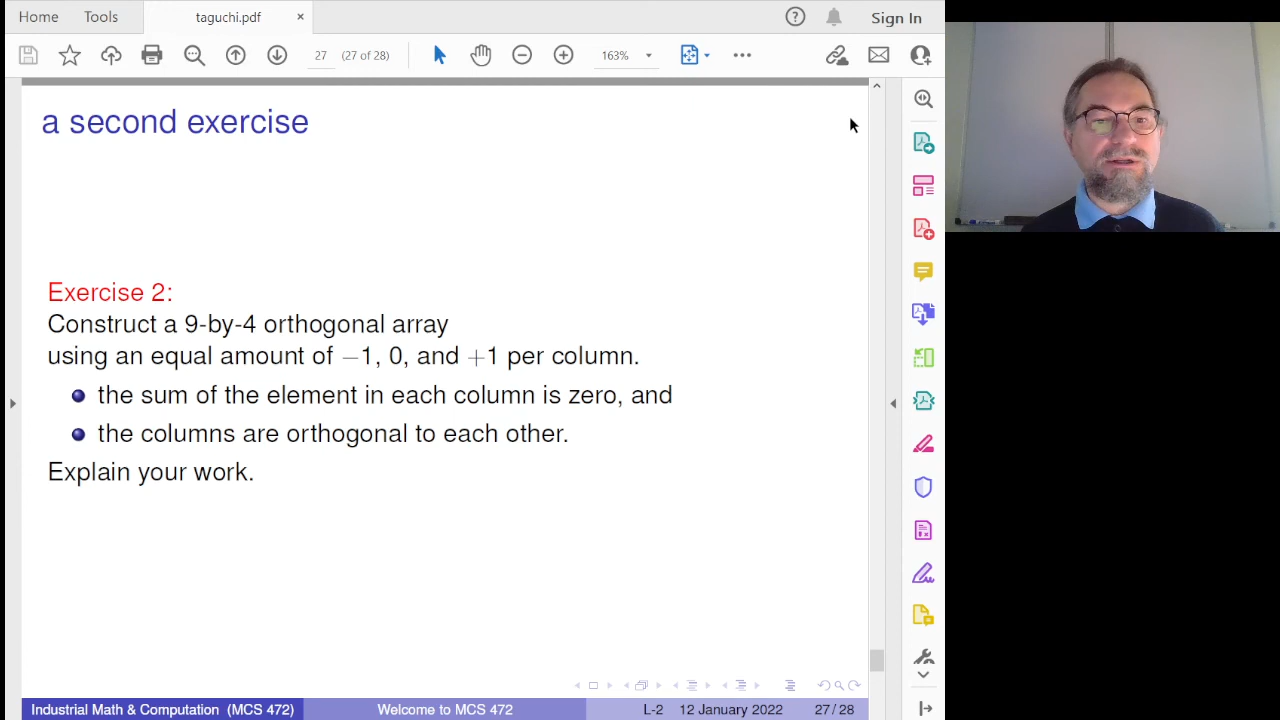 Home Tools taguchi.pdf × Sign In
27 (27 of 28) 163%
a second exercise
Exercise 2:
Construct a 9-by-4 orthogonal array
using an equal amount of −1, 0, and +1 per column.
the sum of the element in each column is zero, and
the columns are orthogonal to each other.
Explain your work.
Industrial Math & Computation (MCS 472) Welcome to MCS 472 L-2 12 January 2022 27 / 28